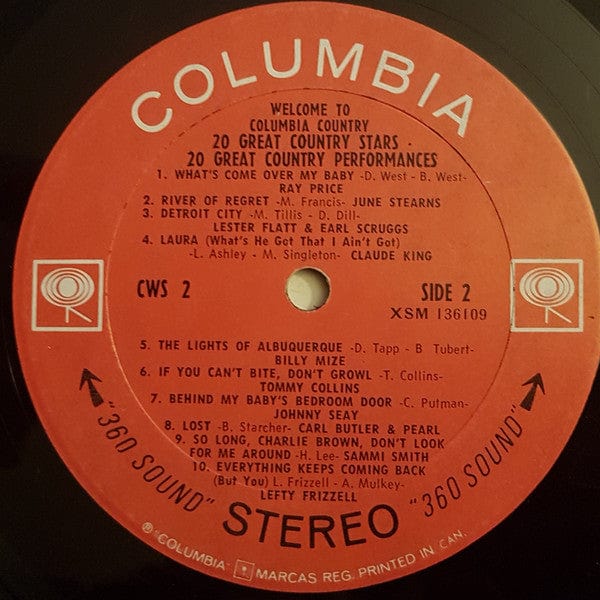 COLUMBIA
WELCOME TO
COLUMBIA COUNTRY
20 GREAT COUNTRY STARS ·
20 GREAT COUNTRY PERFORMANCES
1. WHAT'S COME OVER MY BABY -D. West - B. West-
RAY PRICE
2. RIVER OF REGRET -M. Francis- JUNE STEARNS
3. DETROIT CITY -M. Tillis - D. Dill-
LESTER FLATT & EARL SCRUGGS
4. LAURA (What's He Got That I Ain't Got)
-L. Ashley - M. Singleton- CLAUDE KING
CWS 2
SIDE 2
XSM 136109
5. THE LIGHTS OF ALBUQUERQUE -D. Tapp - B Tubert-
BILLY MIZE
6. IF YOU CAN'T BITE, DON'T GROWL -T. Collins-
TOMMY COLLINS
7. BEHIND MY BABY'S BEDROOM DOOR -C. Putman-
JOHNNY SEAY
8. LOST -B. Starcher- CARL BUTLER & PEARL
9. SO LONG, CHARLIE BROWN, DON'T LOOK
FOR ME AROUND -H. Lee- SAMMI SMITH
10. EVERYTHING KEEPS COMING BACK
(But You) L. Frizzell - A. Mulkey-
LEFTY FRIZZELL
"360 SOUND" STEREO "360 SOUND"
® "COLUMBIA" MARCAS REG. PRINTED IN CAN.